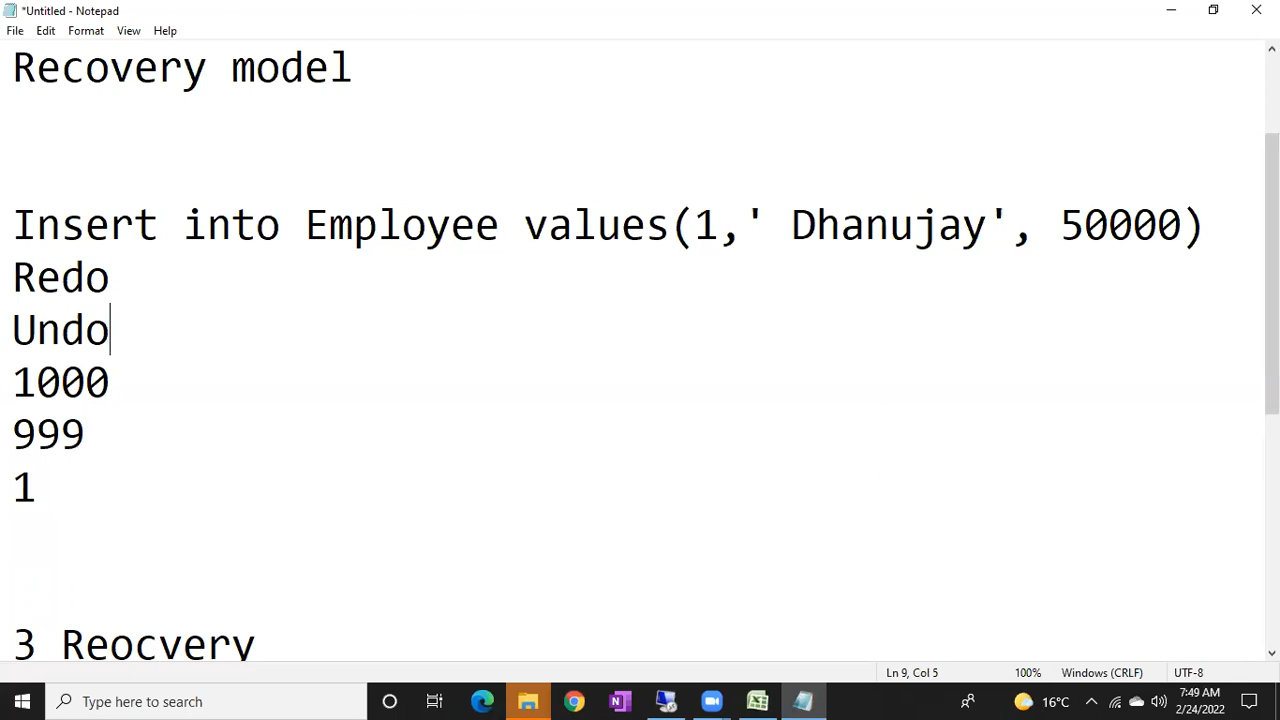 *Untitled - Notepad
File Edit Format View Help
Recovery model
Insert into Employee values(1,' Dhanujay', 50000)
Redo
Undo
1000
999
1
3 Reocvery
Ln 9, Col 5 100% Windows (CRLF) UTF-8
Type here to search
16°C
7:49 AM
2/24/2022